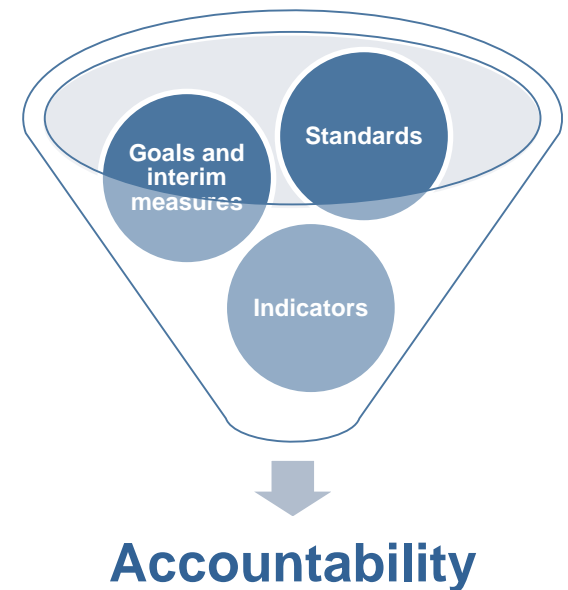 Standards
Goals and
interim
measures
Indicators
Accountability